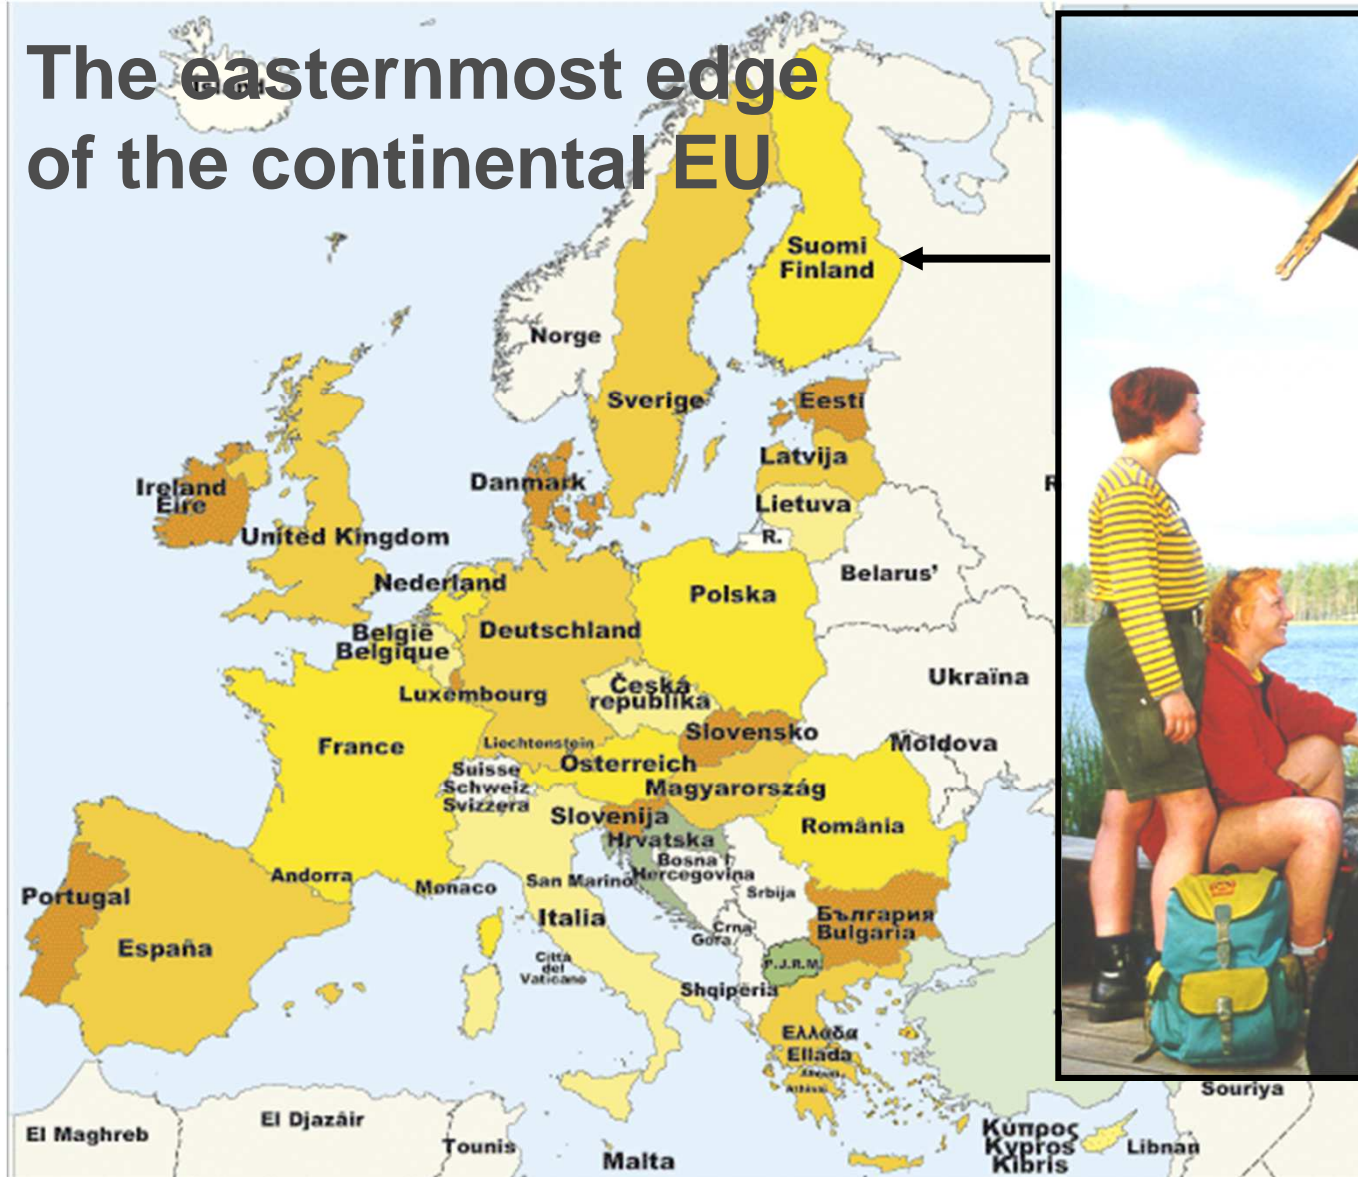 The easternmost edge
of the continental EU
Suomi
Finland
Norge
Sverige
Eesti
Latvija
Lietuva
R.
R
Danmark
Ireland
Éire
United Kingdom
Nederland
België
Belgique
Deutschland
Polska
Belarus’
Ukraïna
Luxembourg
Česká
republika
Slovensko
Moldova
France
Liechtenstein
Österreich
Suisse
Schweiz
Svizzera
Magyarország
Slovenija
România
Hrvatska
Bosna i
Hercegovina
Srbija
Andorra
Monaco
San Marino
Portugal
España
Italia
Città
del
Vaticano
Crna
Gora
България
Bulgaria
P.J.R.M.
Shqipëria
Ελλάδα
Ellada
Souriya
El Maghreb
El Djazâir
Tounis
Malta
Κύπρος
Kypros
Kibris
Libnan